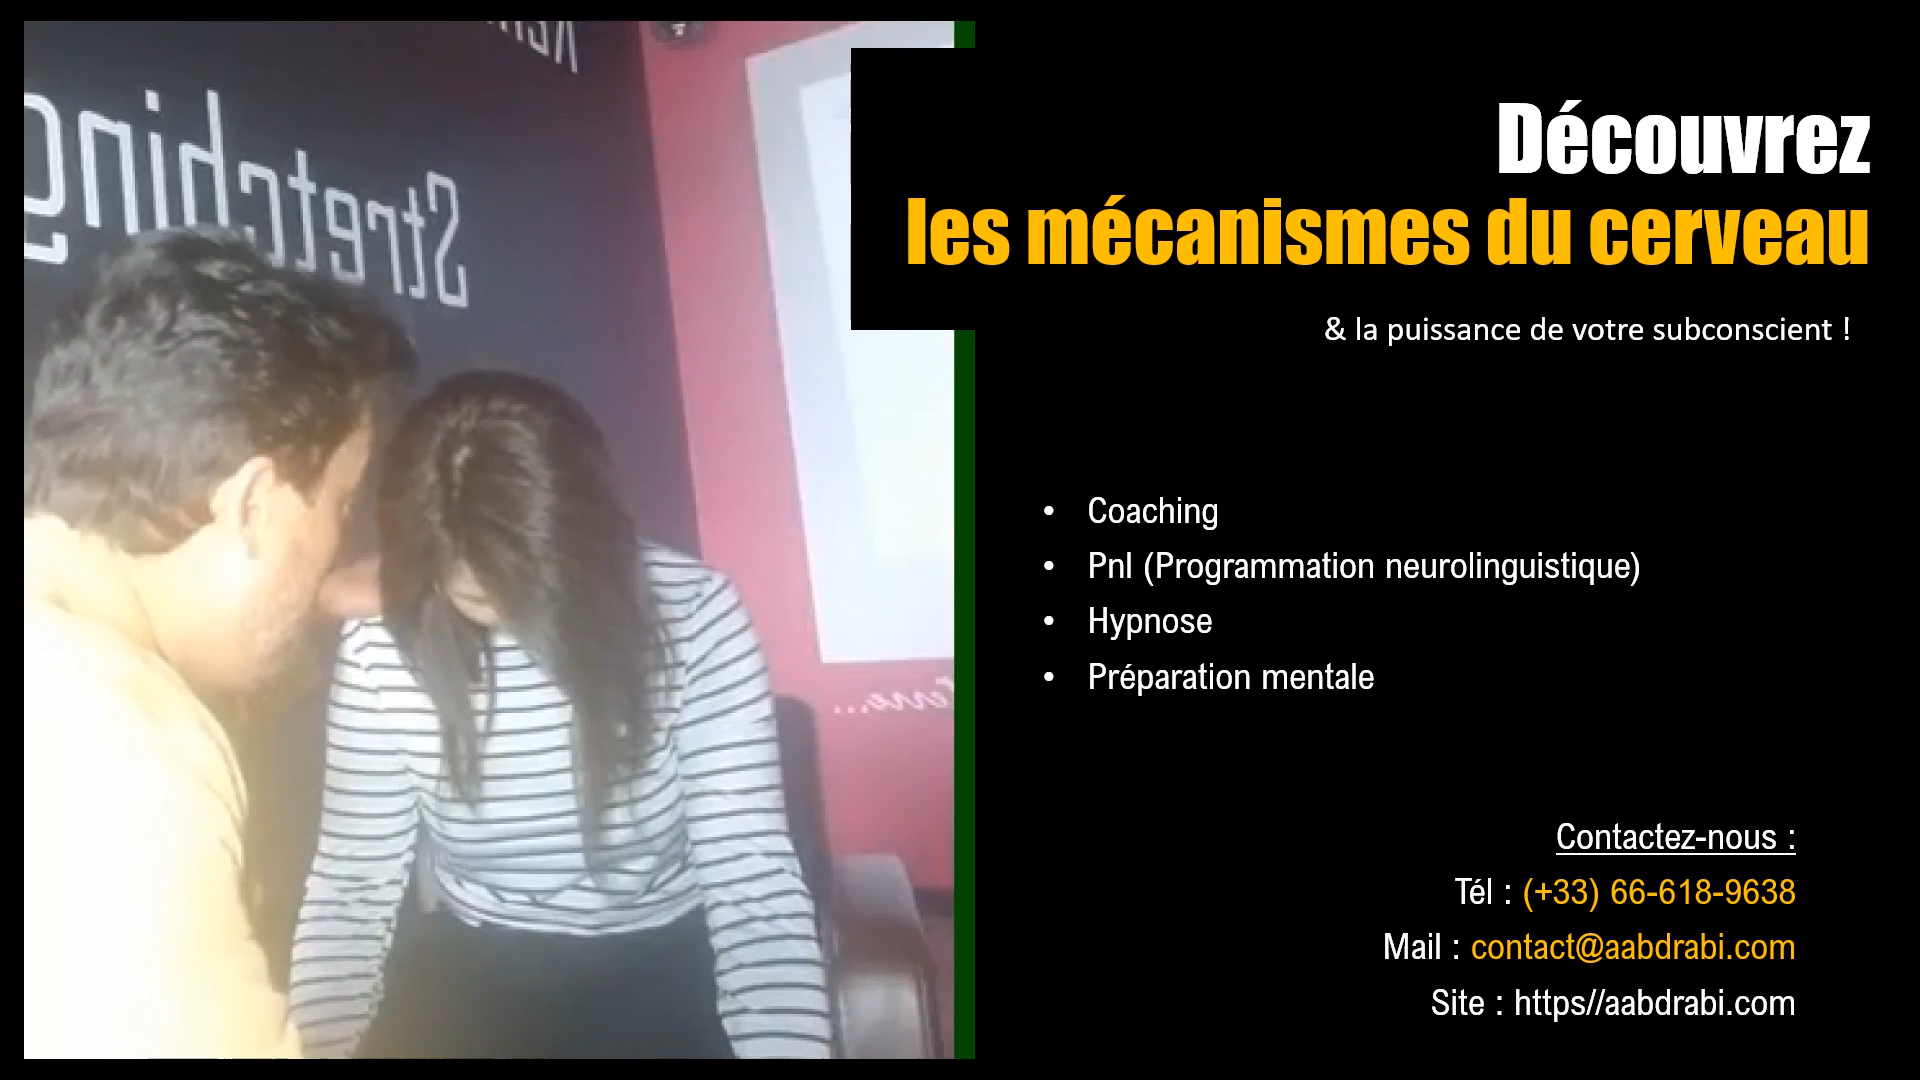 Stretching
Découvrez
les mécanismes du cerveau
& la puissance de votre subconscient !
• Coaching
• Pnl (Programmation neurolinguistique)
• Hypnose
• Préparation mentale
Contactez-nous :
Tél : (+33) 66-618-9638
Mail : contact@aabdrabi.com
Site : https//aabdrabi.com